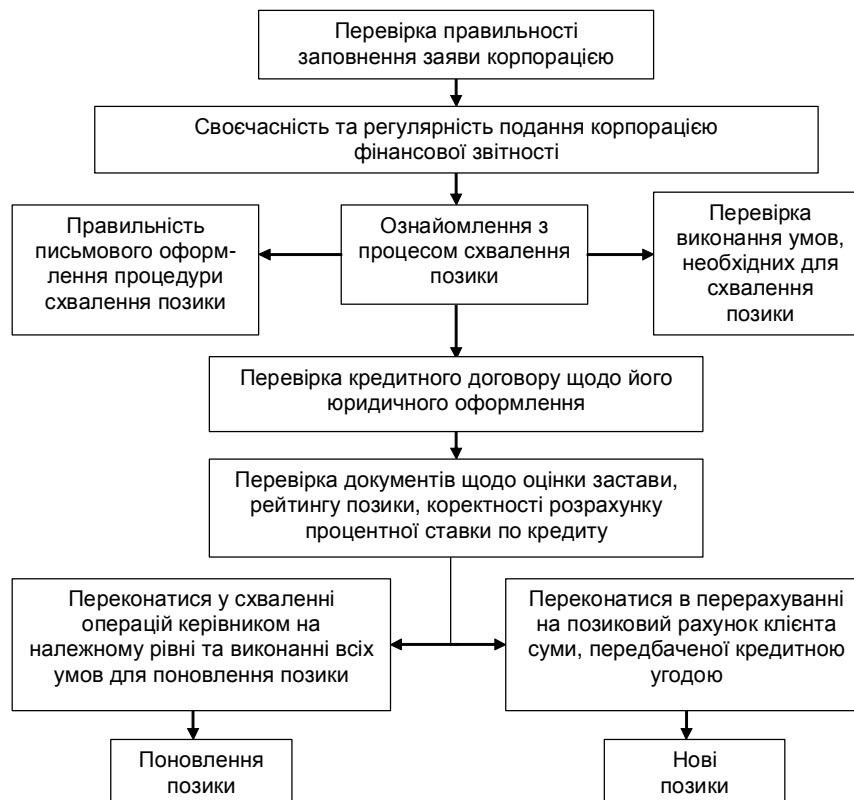 Перевірка правильності
заповнення заяви корпорацією
Своєчасність та регулярність подання корпорацією
фінансової звітності
Правильність
письмового оформ-
лення процедури
схвалення позики
Ознайомлення з
процесом схвалення
позики
Перевірка
виконання умов,
необхідних для
схвалення
позики
Перевірка кредитного договору щодо його
юридичного оформлення
Перевірка документів щодо оцінки застави,
рейтингу позики, коректності розрахунку
процентної ставки по кредиту
Переконатися у схваленні
операцій керівником на
належному рівні та виконанні всіх
умов для поновлення позики
Переконатися в перерахуванні
на позиковий рахунок клієнта
суми, передбаченої кредитною
угодою
Поновлення
позики
Нові
позики